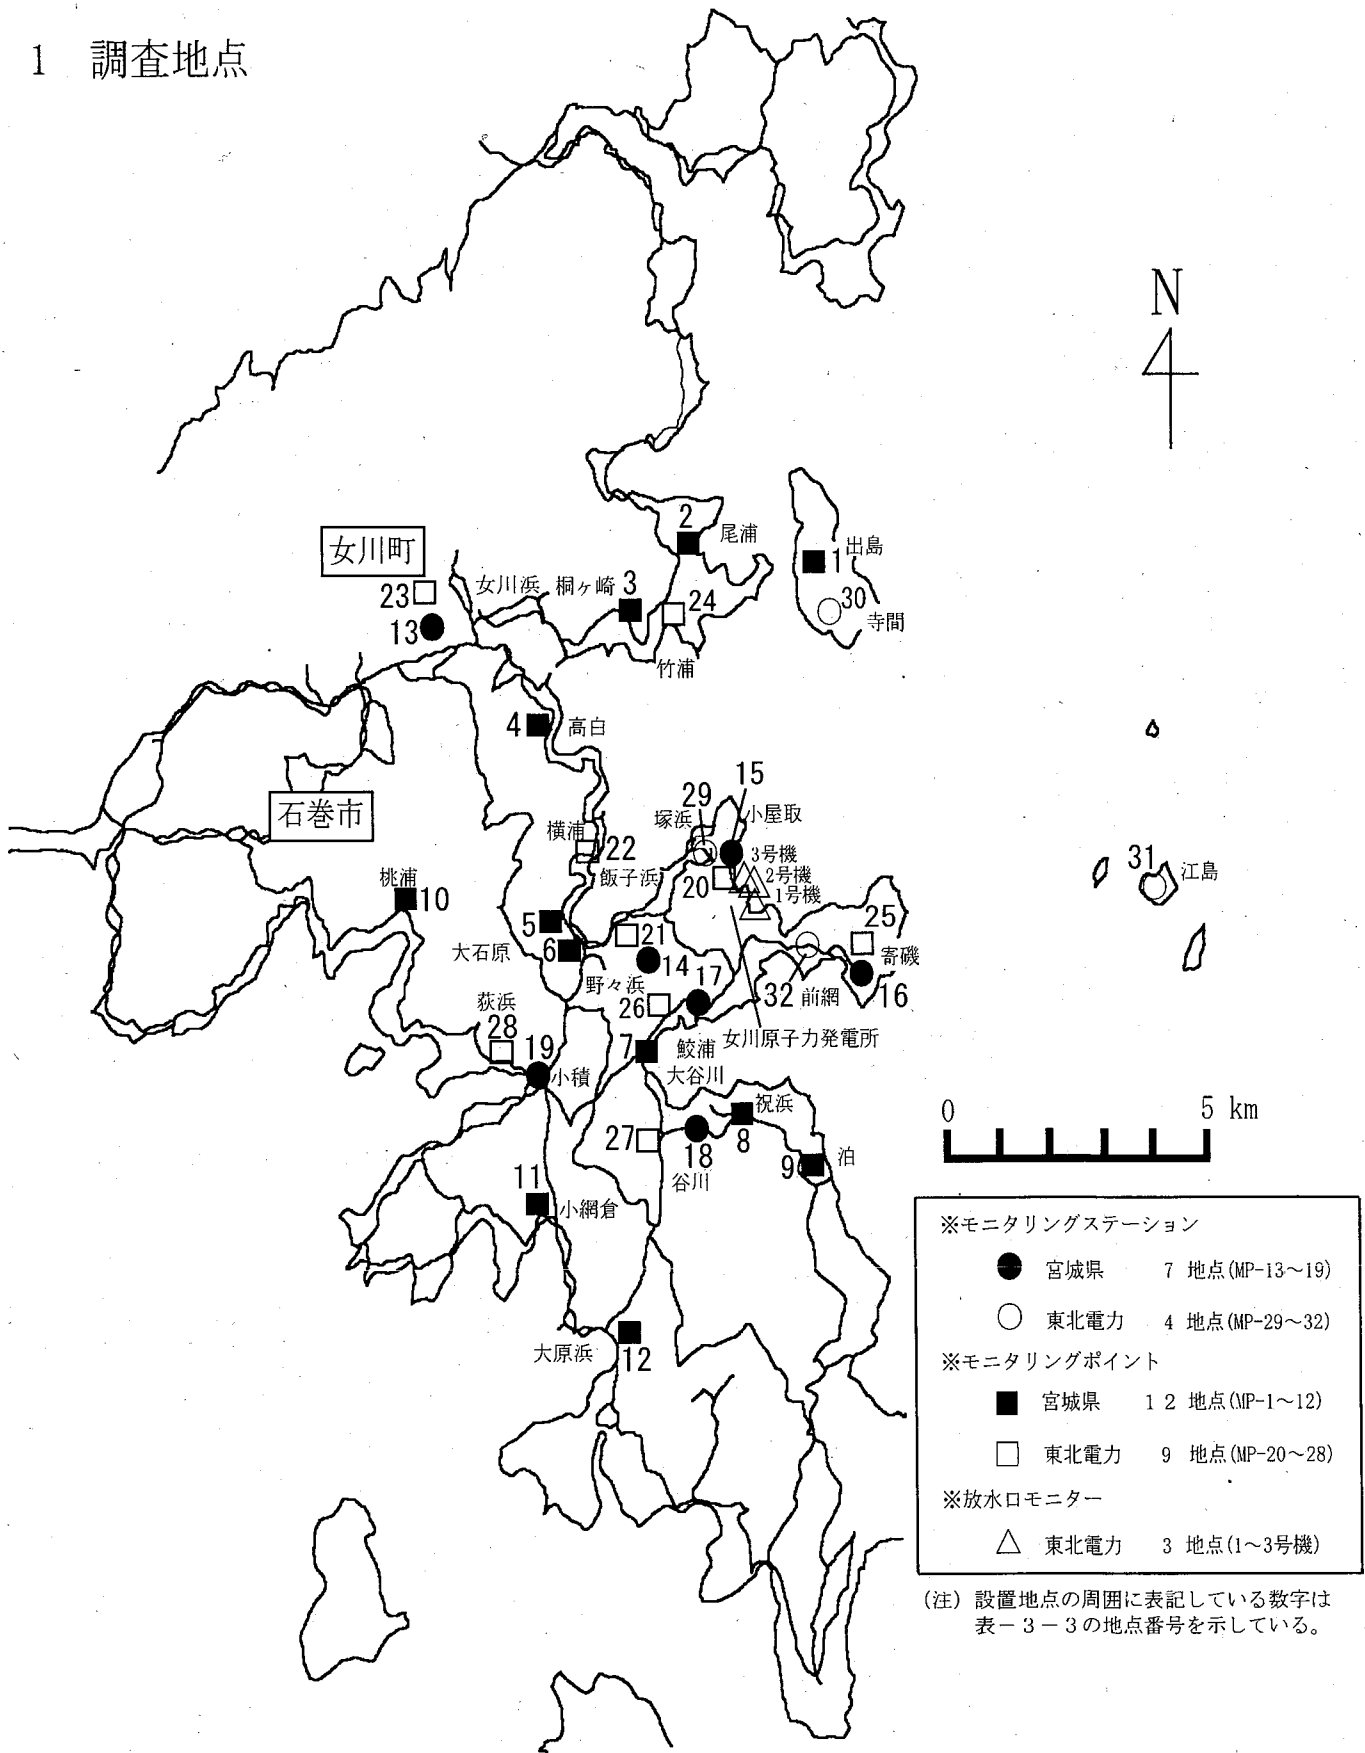 1 調査地点
N
2
尾浦
出島
1
女川町
23
女川浜
桐ヶ崎
3
24
30
寺間
13
竹浦
4
高白
15
29
小屋取
塚浜
石巻市
横浦
22
3号機
2号機
1号機
20
飯子浜
31
江島
桃浦
10
5
25
大石原
6
21
14
寄磯
野々浜
17
32
前網
16
荻浜
26
28
女川原子力発電所
19
7
鮫浦
小積
大谷川
祝浜
0
5 km
8
27
18
9
泊
谷川
11
小網倉
大原浜
12
※モニタリングステーション
● 宮城県 7 地点(MP-13～19)
○ 東北電力 4 地点(MP-29～32)
※モニタリングポイント
■ 宮城県 12 地点(MP-1～12)
□ 東北電力 9 地点(MP-20～28)
※放水口モニター
△ 東北電力 3 地点(1～3号機)
(注) 設置地点の周囲に表記している数字は
表－3－3の地点番号を示している。